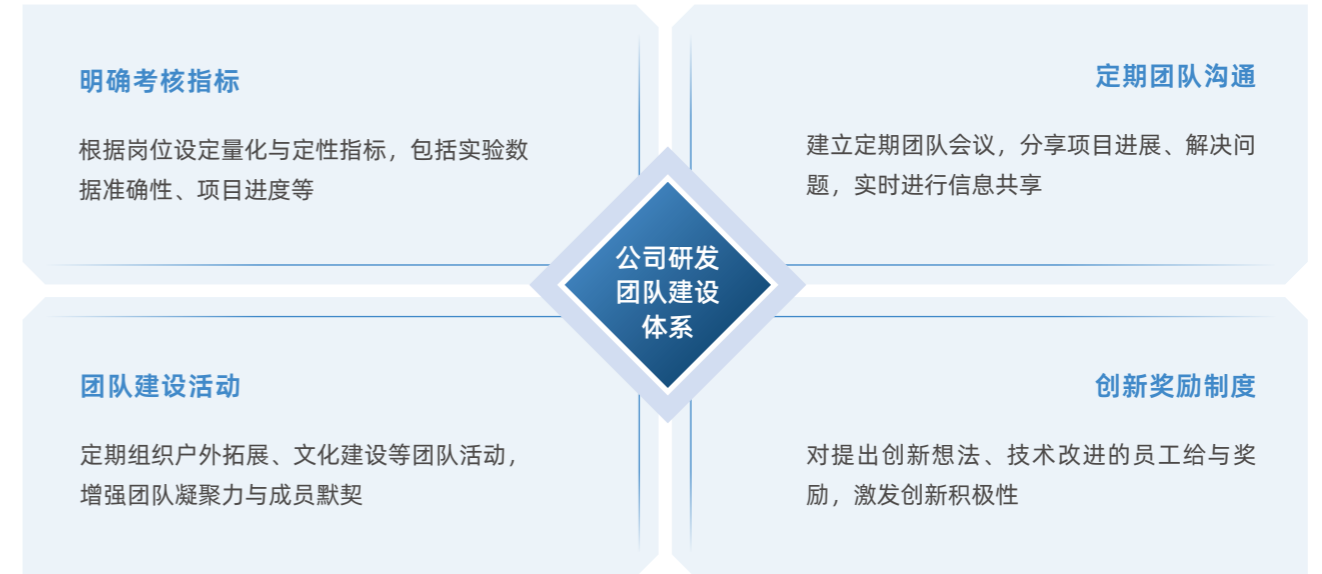 明确考核指标
根据岗位设定量化与定性指标，包括实验数
据准确性、项目进度等
定期团队沟通
建立定期团队会议，分享项目进展、解决问
题，实时进行信息共享
公司研发
团队建设
体系
团队建设活动
定期组织户外拓展、文化建设等团队活动，
增强团队凝聚力与成员默契
创新奖励制度
对提出创新想法、技术改进的员工给与奖
励，激发创新积极性